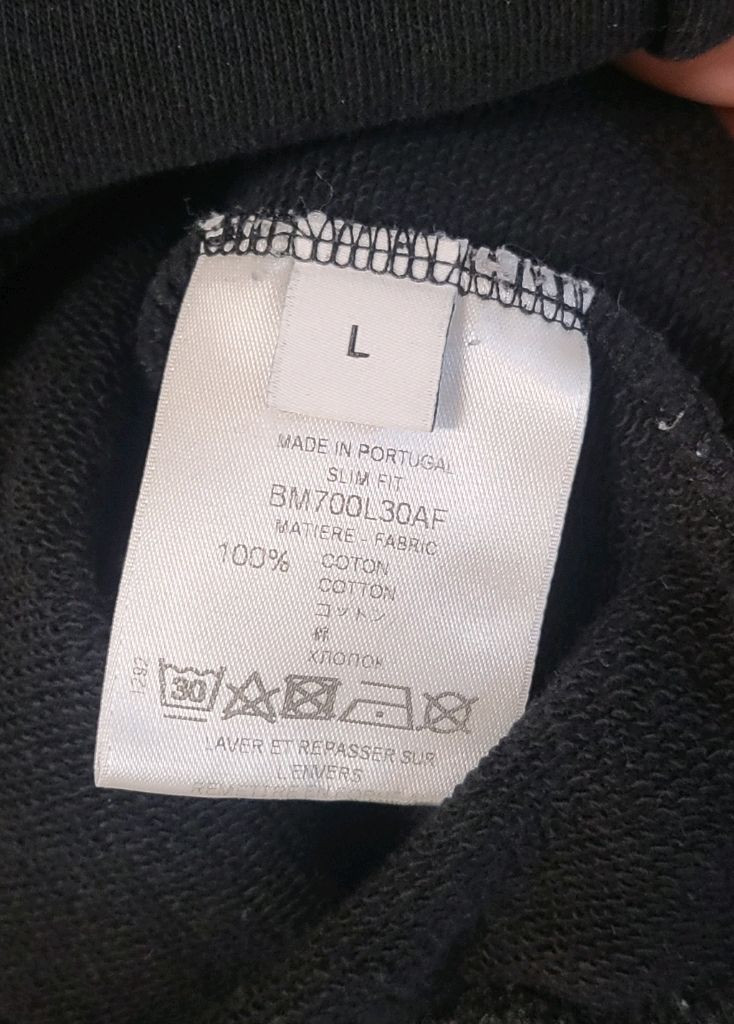 L
MADE IN PORTUGAL
SLIM FIT
BM700L30AF
MATIERE - FABRIC
100% COTON
COTTON
コットン
棉
ХЛОПОК
1292
30
LAVER ET REPASSER SUR
L'ENVERS